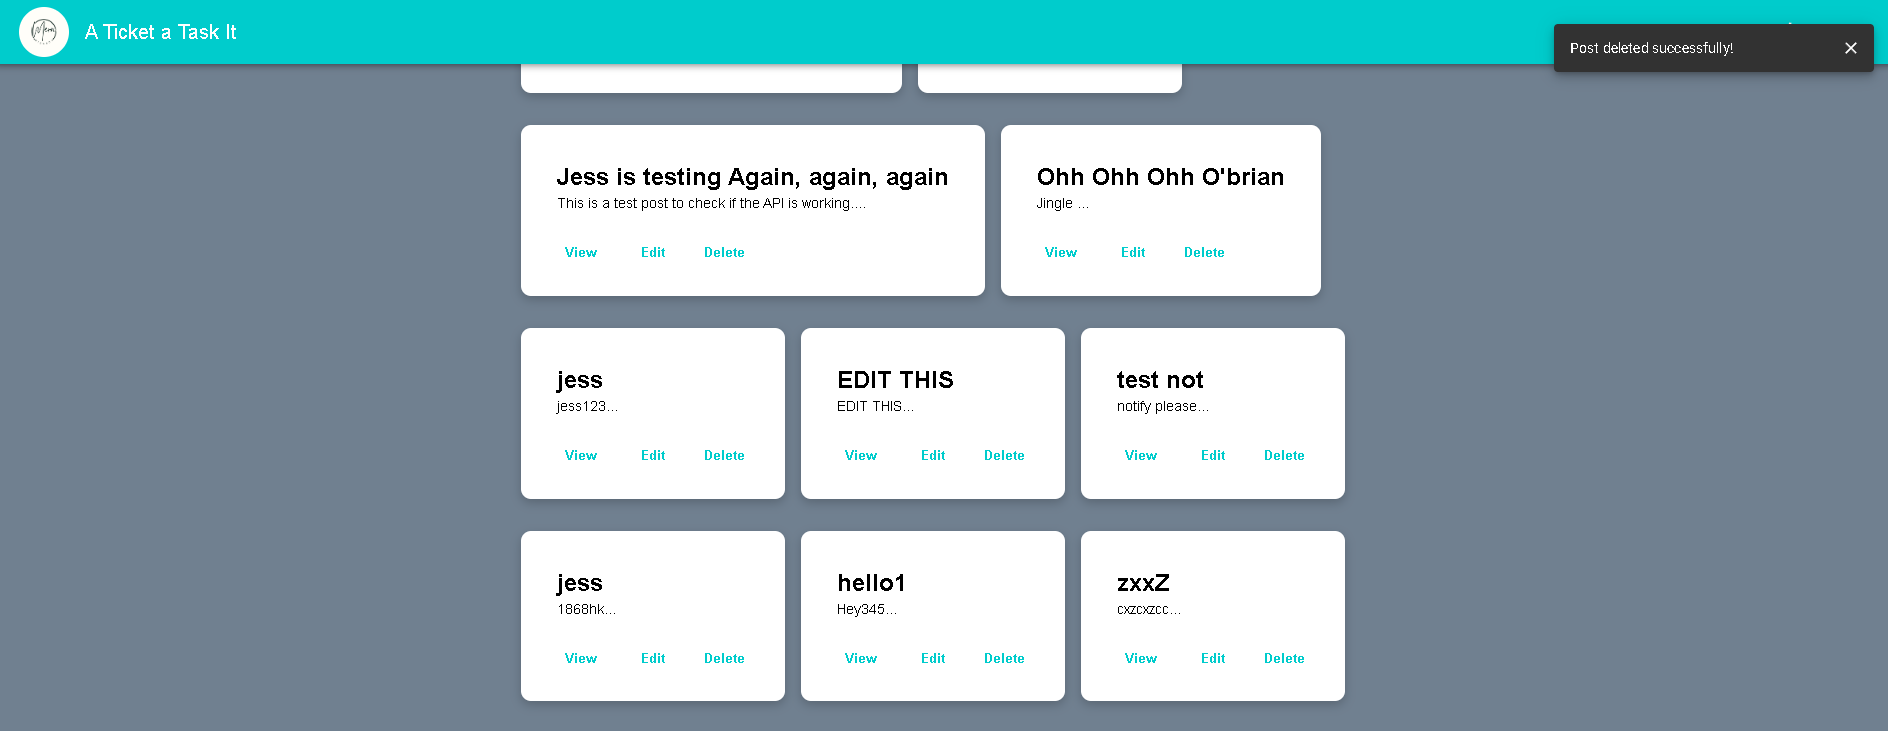 Mern
A Ticket a Task It
Post deleted successfully!
Jess is testing Again, again, again
This is a test post to check if the API is working....
View Edit Delete
Ohh Ohh Ohh O'brian
Jingle ...
View Edit Delete
jess
jess123...
View Edit Delete
EDIT THIS
EDIT THIS...
View Edit Delete
test not
notify please...
View Edit Delete
jess
1868hk...
View Edit Delete
hello1
Hey345...
View Edit Delete
zxxZ
cxzcxzcc...
View Edit Delete